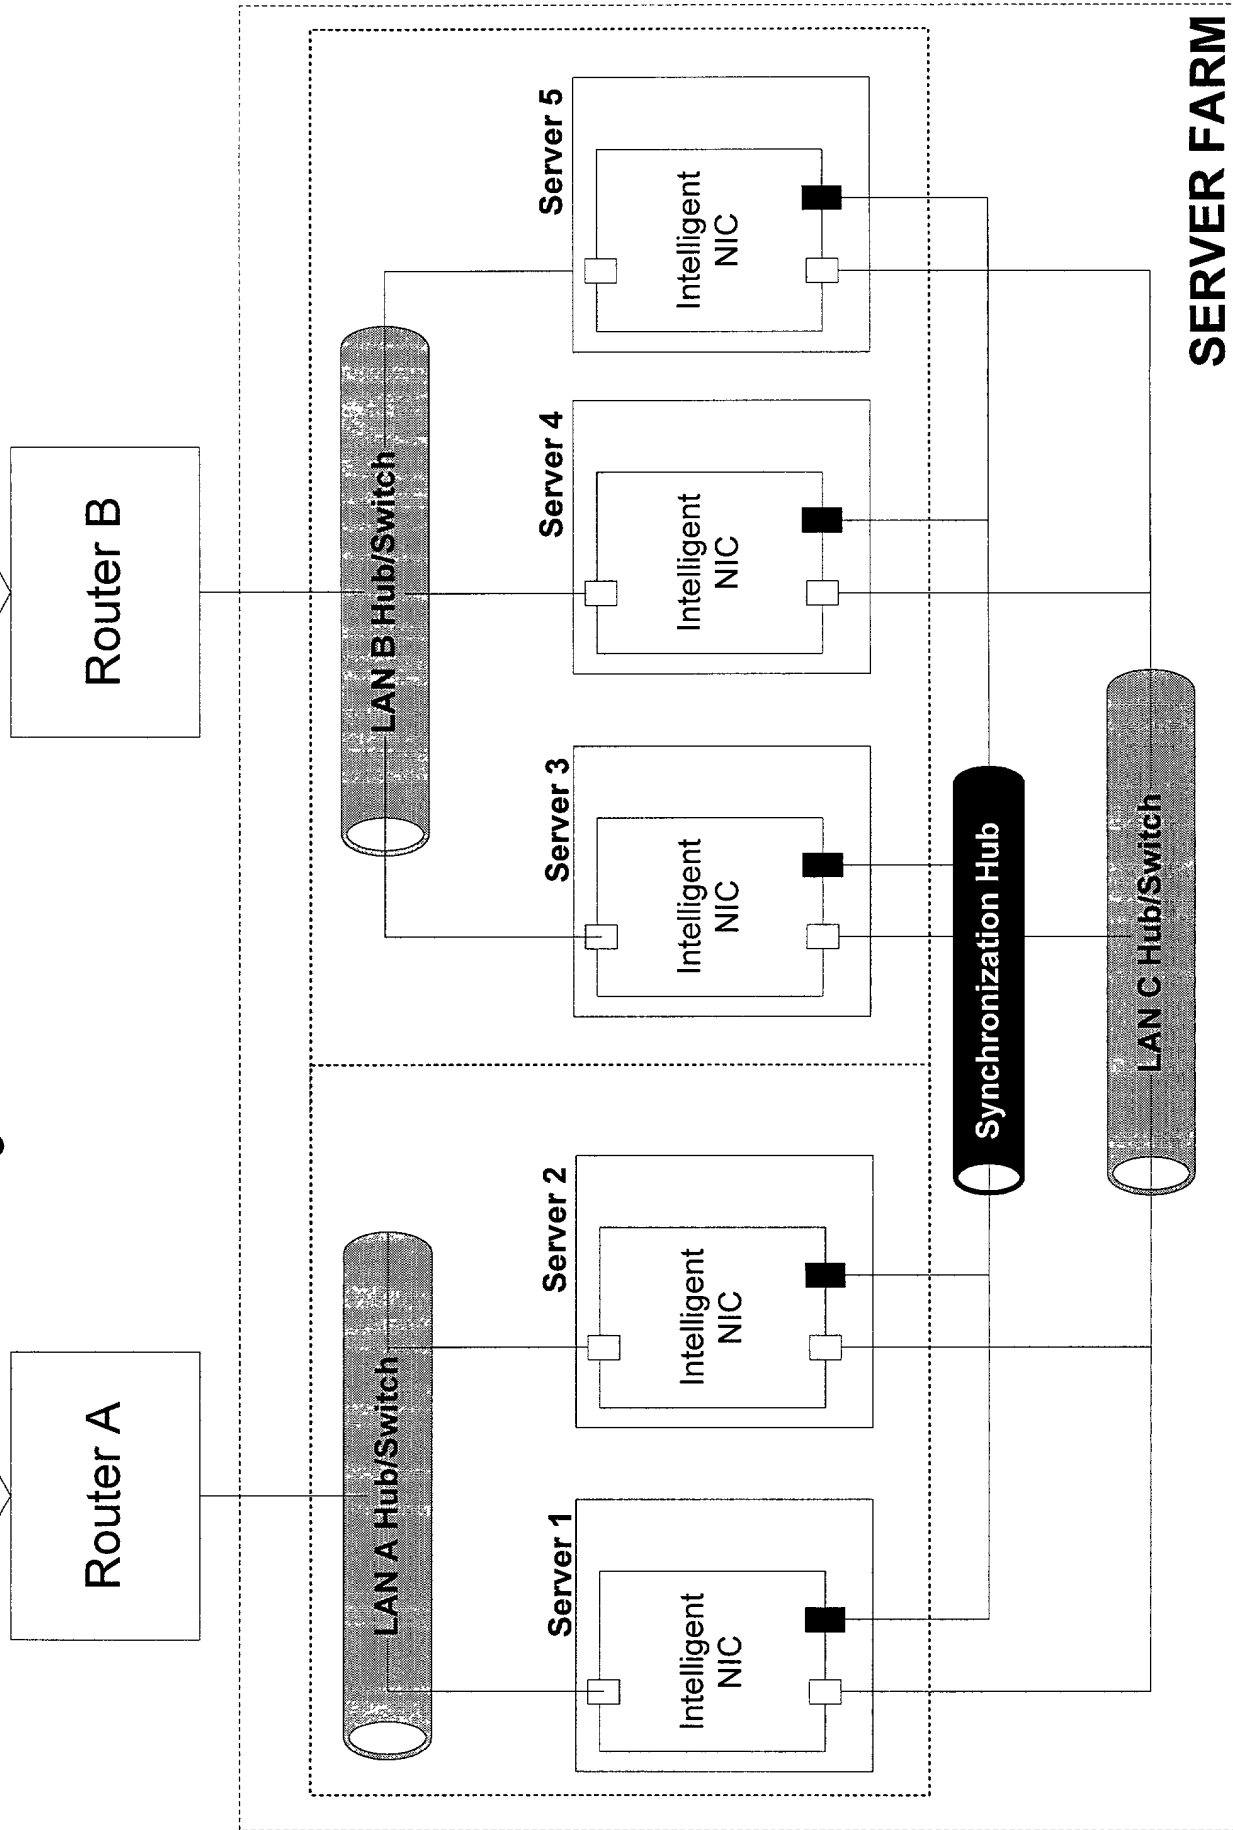 Router A
Router B
LAN A Hub/Switch
LAN B Hub/Switch
Server 1
Server 2
Server 3
Server 4
Server 5
Intelligent
NIC
Intelligent
NIC
Intelligent
NIC
Intelligent
NIC
Intelligent
NIC
Synchronization Hub
LAN C Hub/Switch
SERVER FARM